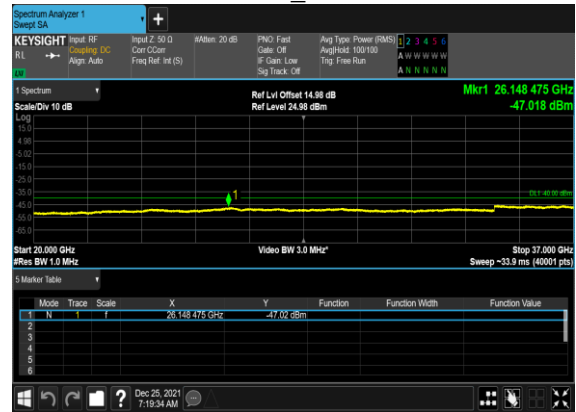 Spectrum Analyzer 1
Swept SA
+
KEYSIGHT Input: RF Input Z: 50 Ω #Atten: 20 dB PNO: Fast Avg Type: Power (RMS) 1 2 3 4 5 6
RL Coupling: DC Corr CCorr Gate: Off Avg|Hold: 100/100 A W W W W W
Align: Auto Freq Ref: Int (S) IF Gain: Low Trig: Free Run
Sig Track: Off A N N N N N
1 Spectrum Ref Lvl Offset 14.98 dB Mkr1 26.148 475 GHz
Scale/Div 10 dB Ref Level 24.98 dBm -47.018 dBm
Log
15.0
4.98
-5.02
-15.0
-25.0
-35.0 1 DL1 -40.00 dBm
-45.0
-55.0
-65.0
Start 20.000 GHz Video BW 3.0 MHz* Stop 37.000 GHz
#Res BW 1.0 MHz Sweep ~33.9 ms (40001 pts)
5 Marker Table
Mode Trace Scale X Y Function Function Width Function Value
1 N 1 f 26.148 475 GHz -47.02 dBm
2
3
4
5
6
? Dec 25, 2021
7:19:34 AM